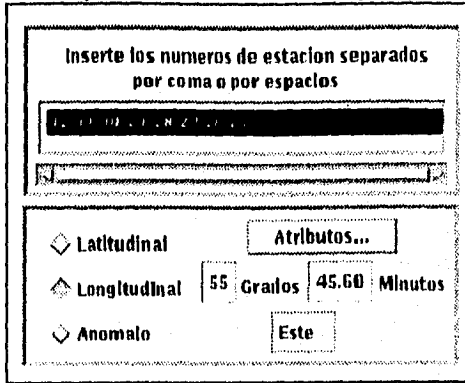 Inserte los numeros de estacion separados
por coma o por espacios
Latitudinal
Atributos...
Longitudinal 55 Grados 45.60 Minutos
Anomalo Este